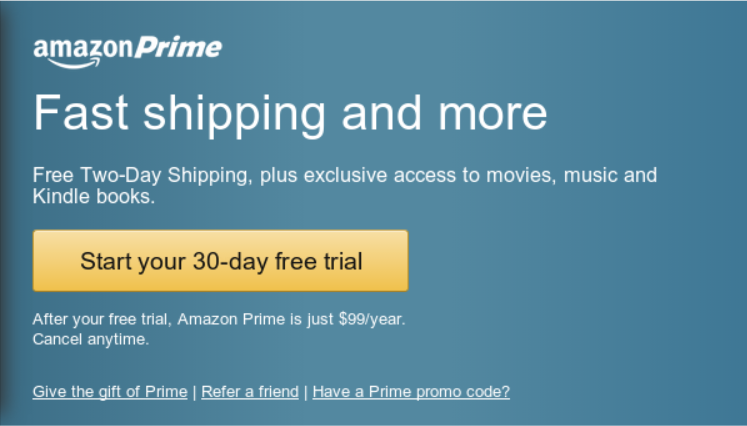 amazonPrime
Fast shipping and more
Free Two-Day Shipping, plus exclusive access to movies, music and
Kindle books.
Start your 30-day free trial
After your free trial, Amazon Prime is just $99/year.
Cancel anytime.
Give the gift of Prime | Refer a friend | Have a Prime promo code?